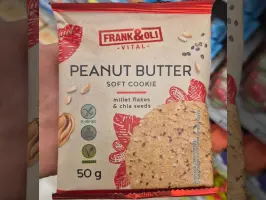 FRANK&OLI
VITAL
PEANUT BUTTER
SOFT COOKIE
millet flakes
& chia seeds
50 g